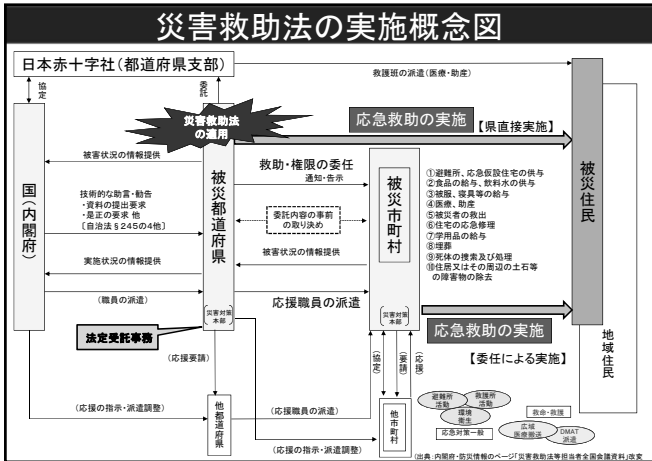 災害救助法の実施概念図
日本赤十字社(都道府県支部)
救護班の派遣(医療・助産)
協定
委託
災害救助法
の適用
応急救助の実施
【県直接実施】
被害状況の情報提供
救助・権限の委任
通知・告示
国(内閣府)
被災都道府県
被災市町村
被災住民
地域住民
技術的な助言・勧告
・資料の提出要求
・是正の要求 他
〔自治法§245の4他〕
委託内容の事前
の取り決め
①避難所、応急仮設住宅の供与
②食品の給与、飲料水の供与
③被服、寝具等の給与
④医療、助産
⑤被災者の救出
⑥住宅の応急修理
⑦学用品の給与
⑧埋葬
⑨死体の捜索及び処理
⑩住居又はその周辺の土石等
の障害物の除去
実施状況の情報提供
被害状況の情報提供
(職員の派遣)
応援職員の派遣
災害対策
本部
災害対策
本部
法定受託事務
応急救助の実施
【委任による実施】
(応援要請)
(協定)
(要請)
(応援)
(応援の指示・派遣調整)
他都道府県
(応援職員の派遣)
(応援の指示・派遣調整)
他市町村
避難所
活動
救護所
活動
環境
衛生
応急対策一般
救命・救護
広域
医療搬送
DMAT
派遣
(出典:内閣府・防災情報のページ「災害救助法等担当者全国会議資料」改変